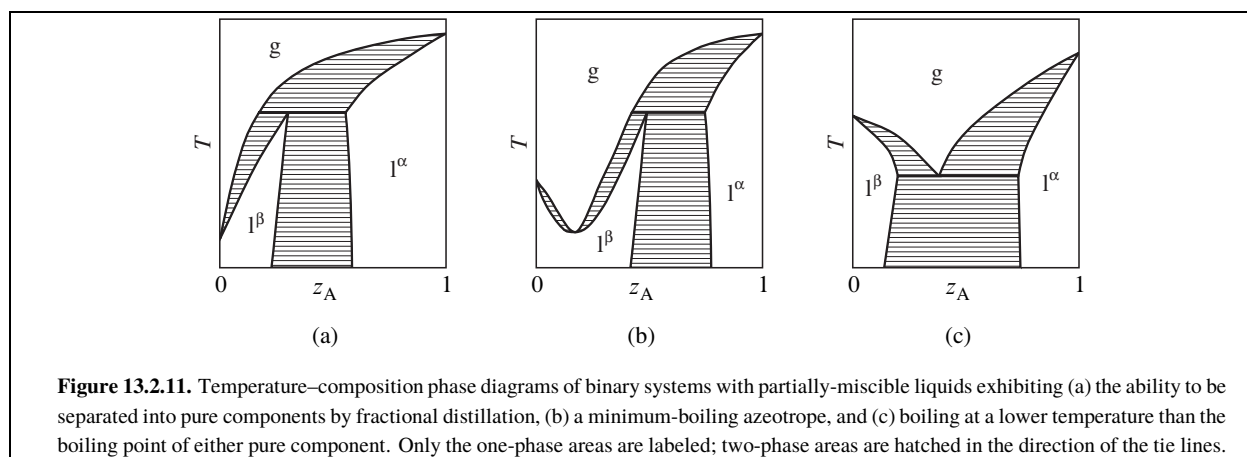 g g g
T T T
l^α l^α l^α
l^β l^β l^β
0 z_A 1 0 z_A 1 0 z_A 1
(a) (b) (c)
Figure 13.2.11. Temperature–composition phase diagrams of binary systems with partially-miscible liquids exhibiting (a) the ability to be
separated into pure components by fractional distillation, (b) a minimum-boiling azeotrope, and (c) boiling at a lower temperature than the
boiling point of either pure component. Only the one-phase areas are labeled; two-phase areas are hatched in the direction of the tie lines.